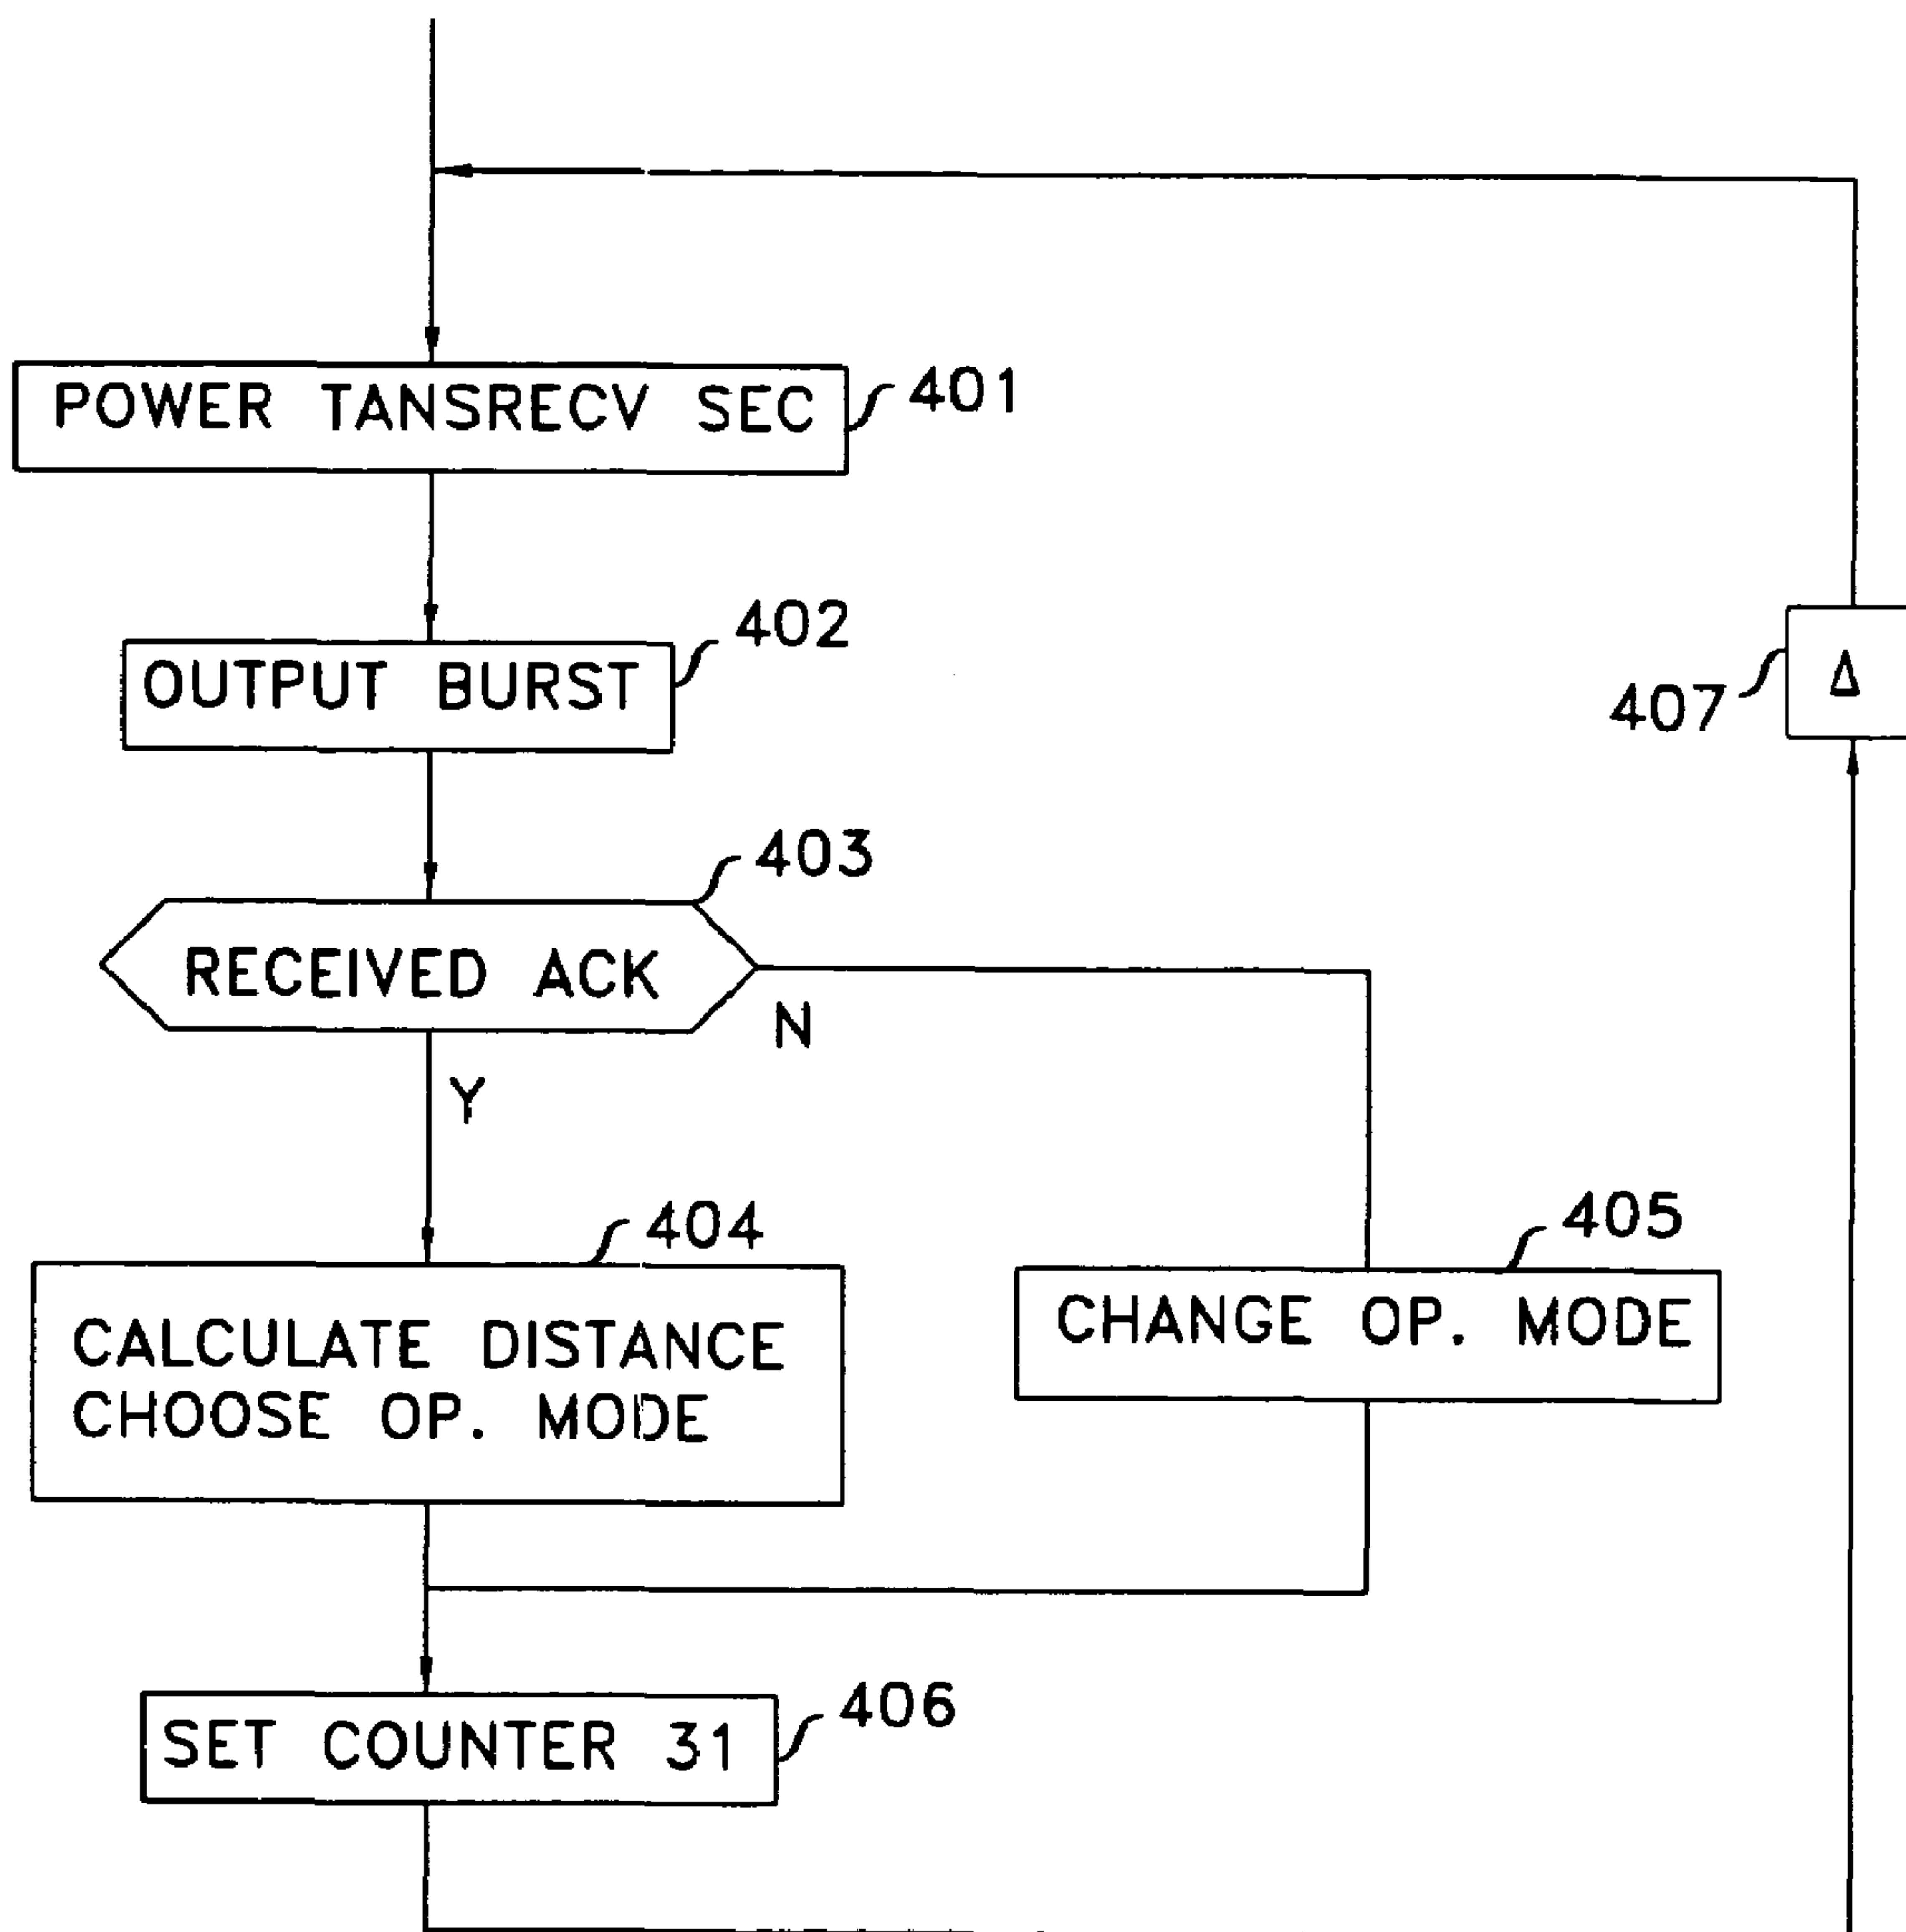 POWER TANSRECV SEC
401
OUTPUT BURST
402
407
Δ
403
RECEIVED ACK
N
Y
404
405
CALCULATE DISTANCE
CHOOSE OP. MODE
CHANGE OP. MODE
406
SET COUNTER 31